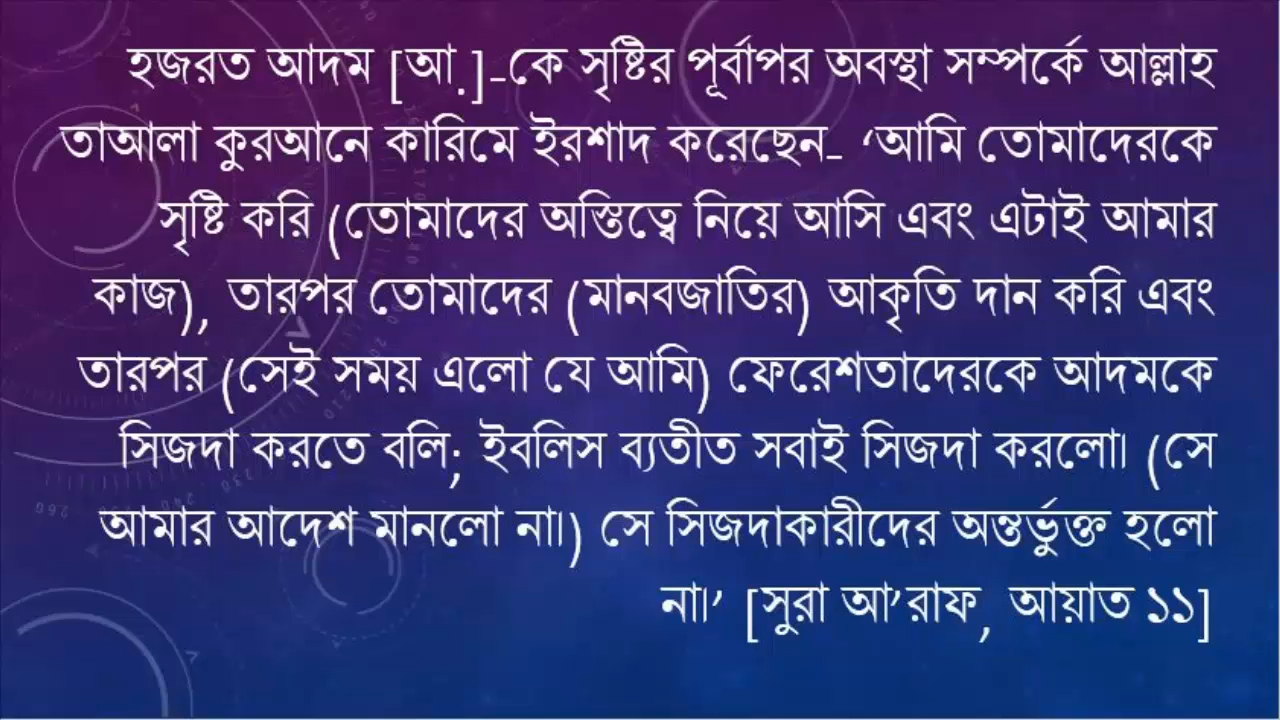 হজরত আদম [আ.]-কে সৃষ্টির পূর্বাপর অবস্থা সম্পর্কে আল্লাহ
তাআলা কুরআনে কারিমে ইরশাদ করেছেন- ‘আমি তোমাদেরকে
সৃষ্টি করি (তোমাদের অস্তিত্বে নিয়ে আসি এবং এটাই আমার
কাজ), তারপর তোমাদের (মানবজাতির) আকৃতি দান করি এবং
তারপর (সেই সময় এলো যে আমি) ফেরেশতাদেরকে আদমকে
সিজদা করতে বলি; ইবলিস ব্যতীত সবাই সিজদা করলো। (সে
আমার আদেশ মানলো না।) সে সিজদাকারীদের অন্তর্ভুক্ত হলো
না।’ [সুরা আ’রাফ, আয়াত ১১]